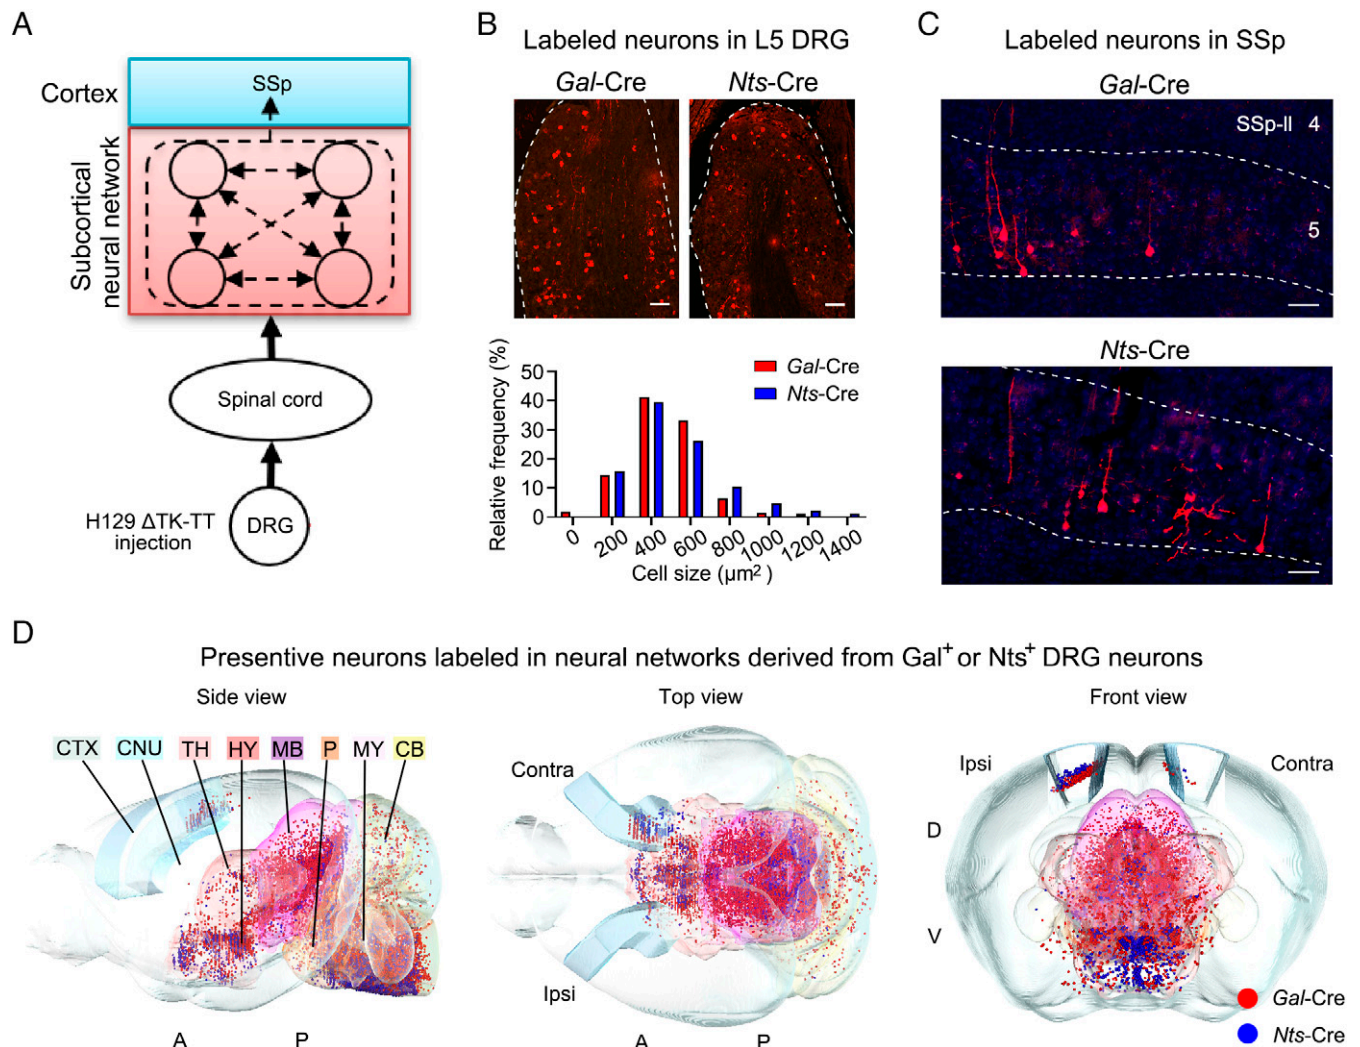 A
Cortex
SSp
Subcortical
neural network
Spinal cord
H129 ΔTK-TT
injection
DRG
B
Labeled neurons in L5 DRG
Gal-Cre
Nts-Cre
Relative frequency (%)
50
40
30
20
10
0
Gal-Cre
Nts-Cre
0
200
400
600
800
1000
1200
1400
Cell size (µm²)
C
Labeled neurons in SSp
Gal-Cre
SSp-ll 4
5
Nts-Cre
D
Presentive neurons labeled in neural networks derived from Gal⁺ or Nts⁺ DRG neurons
Side view
CTX CNU TH HY MB P MY CB
A P
Top view
Contra
Ipsi
A P
Front view
Ipsi Contra
D
V
Gal-Cre
Nts-Cre